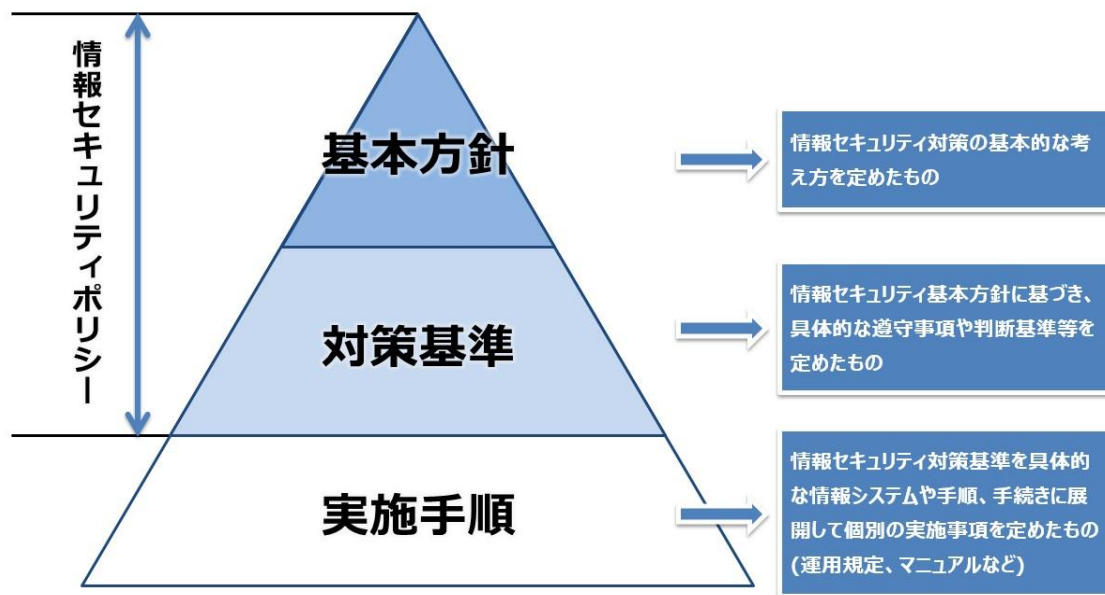 情報セキュリティポリシー
基本方針
情報セキュリティ対策の基本的な考
え方を定めたもの
対策基準
情報セキュリティ基本方針に基づき、
具体的な遵守事項や判断基準等を
定めたもの
実施手順
情報セキュリティ対策基準を具体的
な情報システムや手順、手続きに展
開して個別の実施事項を定めたもの
(運用規定、マニュアルなど)